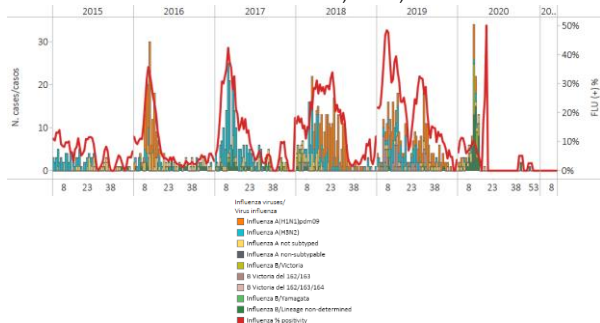 2015 2016 2017 2018 2019 2020 20..
N. cases/casos
30
20
10
0
50%
40%
30%
20%
10%
0%
FLU (+) %
8 23 38 8 23 38 8 23 38 8 23 38 8 23 38 8 23 38 53 8
Influenza viruses/
Virus influenza
Influenza A(H1N1)pdm09
Influenza A(H3N2)
Influenza A not subtyped
Influenza A non-subtypable
Influenza B/Victoria
B Victoria del 162/163
B Victoria del 162/163/164
Influenza B/Yamagata
Influenza B/Lineage non-determined
Influenza % positivity